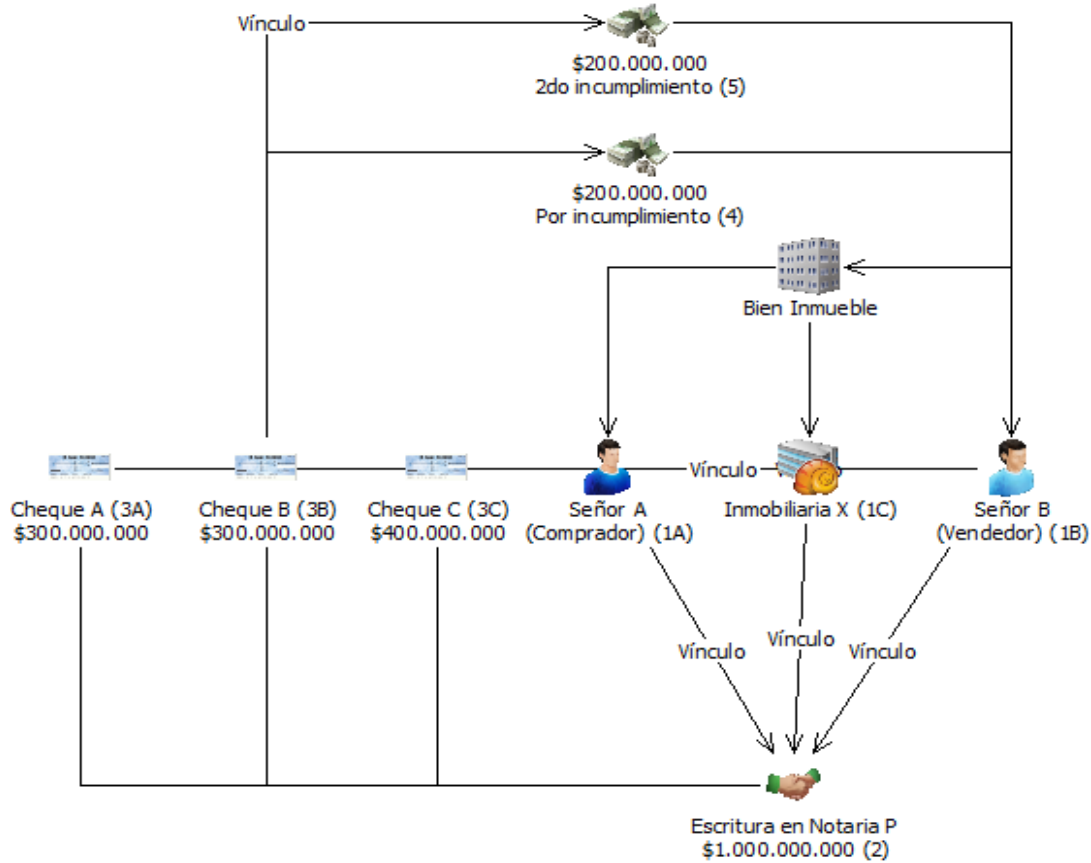 Vínculo
$200.000.000
2do incumplimiento (5)
$200.000.000
Por incumplimiento (4)
Bien Inmueble
Vínculo
Cheque A (3A)
$300.000.000
Cheque B (3B)
$300.000.000
Cheque C (3C)
$400.000.000
Señor A
(Comprador) (1A)
Inmobiliaria X (1C)
Señor B
(Vendedor) (1B)
Vínculo
Vínculo
Vínculo
Escritura en Notaria P
$1.000.000.000 (2)